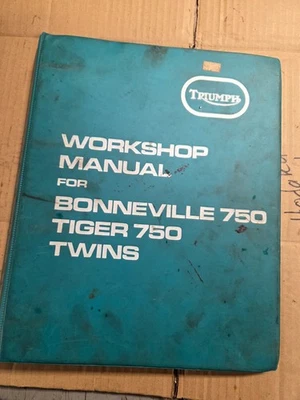 TRIUMPH
WORKSHOP
MANUAL
FOR
BONNEVILLE 750
TIGER 750
TWINS